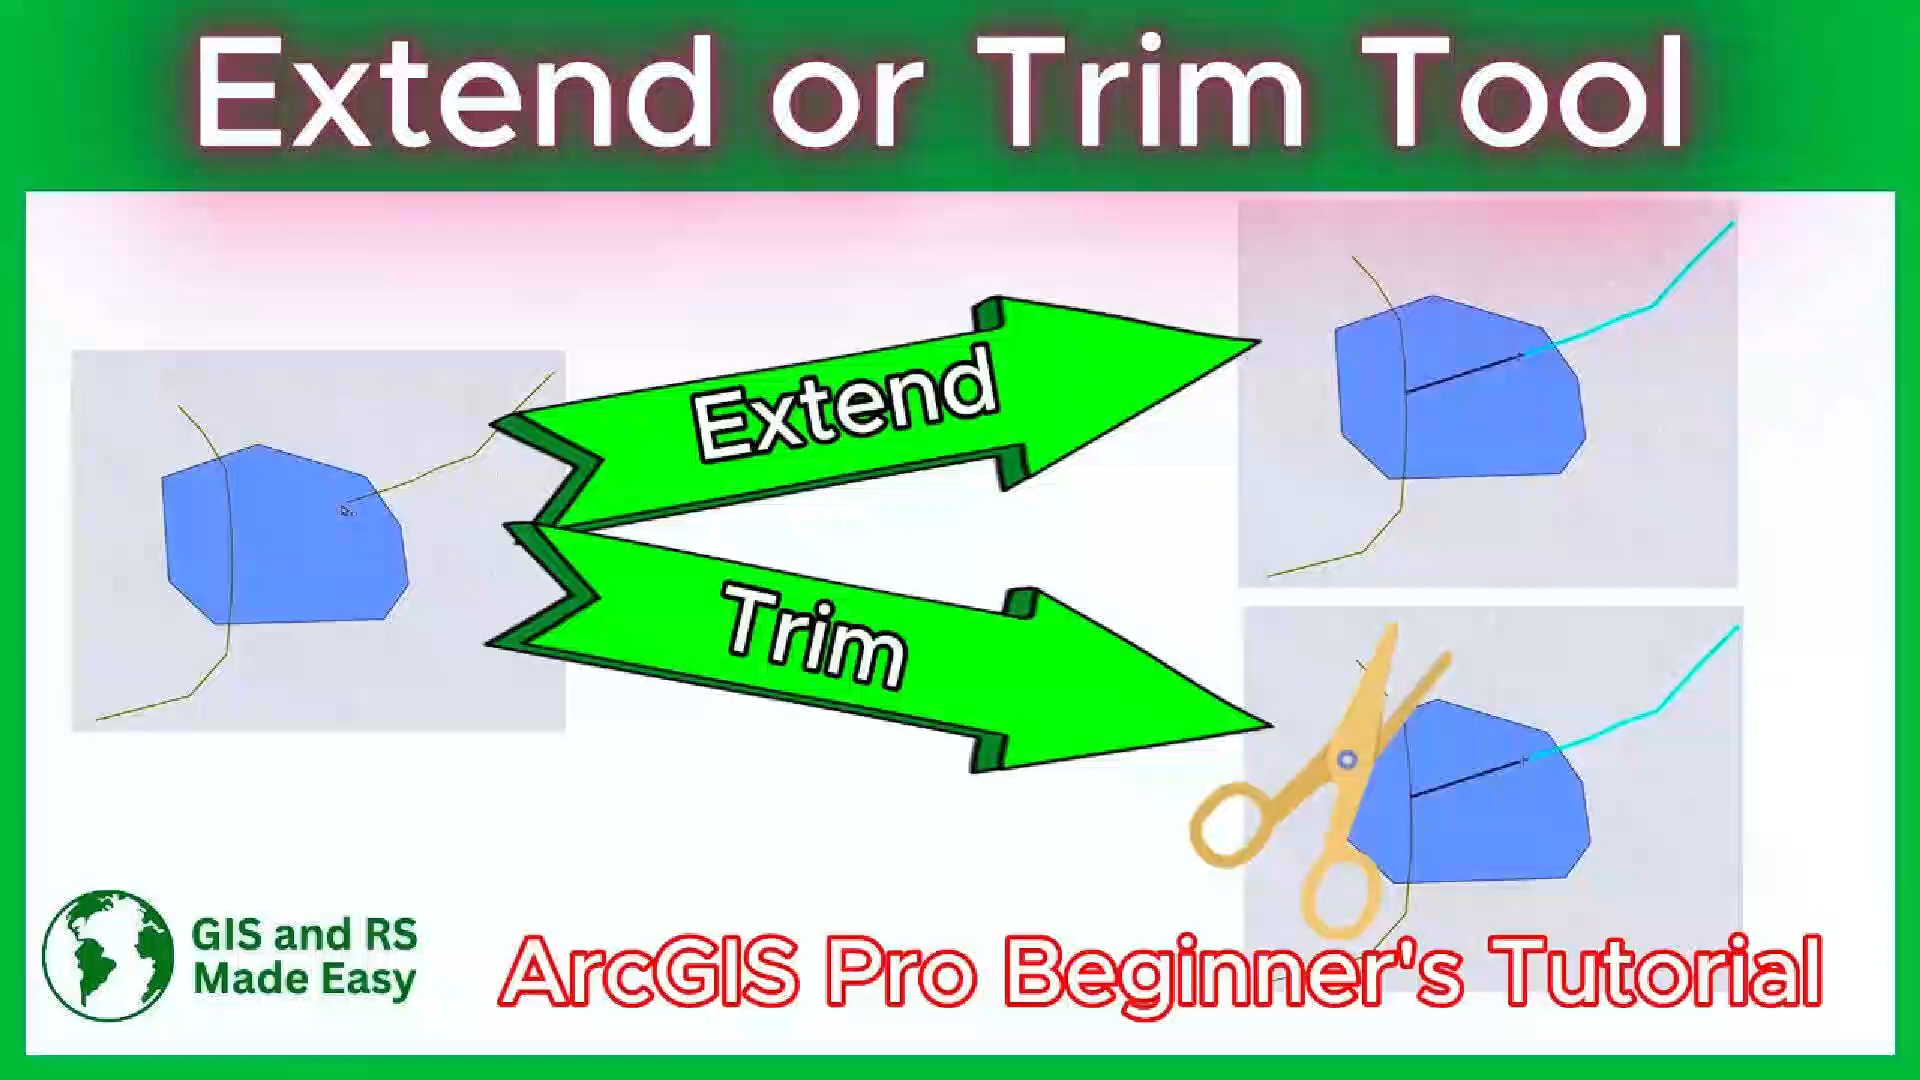 Extend or Trim Tool
Extend
Trim
GIS and RS
Made Easy
ArcGIS Pro Beginner's Tutorial